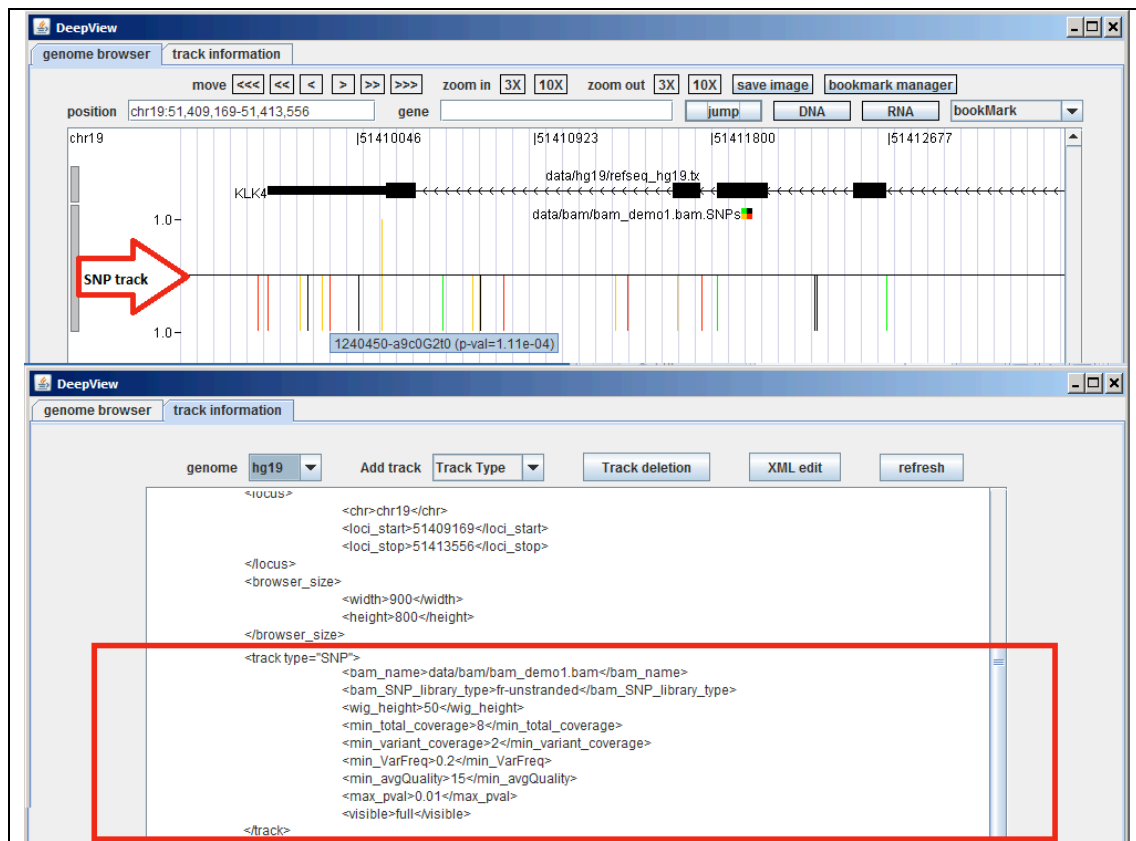 DeepView
genome browser track information
move <<< << < > >> >>> zoom in 3X 10X zoom out 3X 10X save image bookmark manager
position chr19:51,409,169-51,413,556 gene jump DNA RNA bookMark
chr19 |51410046 |51410923 |51411800 |51412677
data/hg19/refseq_hg19.tx
KLK4
data/bam/bam_demo1.bam.SNPs
1.0-
SNP track
1.0-
1240450-a9c0G2t0 (p-val=1.11e-04)
DeepView
genome browser track information
genome hg19 Add track Track Type Track deletion XML edit refresh
<locus>
<chr>chr19</chr>
<loci_start>51409169</loci_start>
<loci_stop>51413556</loci_stop>
</locus>
<browser_size>
<width>900</width>
<height>800</height>
</browser_size>
<track type="SNP">
<bam_name>data/bam/bam_demo1.bam</bam_name>
<bam_SNP_library_type>fr-unstranded</bam_SNP_library_type>
<wig_height>50</wig_height>
<min_total_coverage>8</min_total_coverage>
<min_variant_coverage>2</min_variant_coverage>
<min_VarFreq>0.2</min_VarFreq>
<min_avgQuality>15</min_avgQuality>
<max_pval>0.01</max_pval>
<visible>full</visible>
</track>